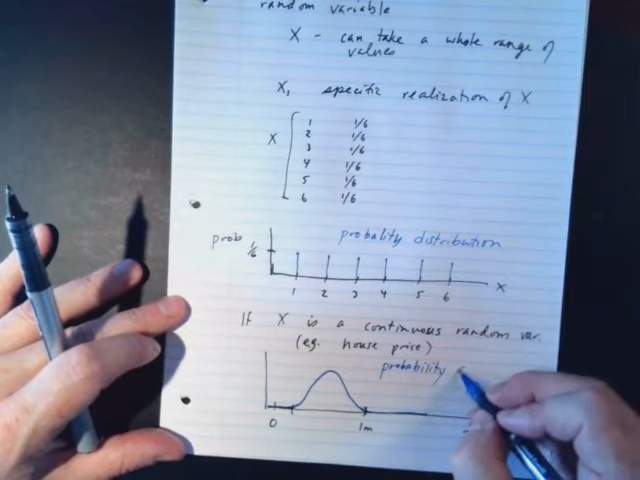 random variable
X - can take a whole range of
values
X, specific realization of X
1 1/6
2 1/6
3 1/6
X 4 1/6
5 1/6
6 1/6
prob 1/6 probality distribution
1 2 3 4 5 6 X
If X is a continuous random var.
(eg. house price)
probability
0 1m